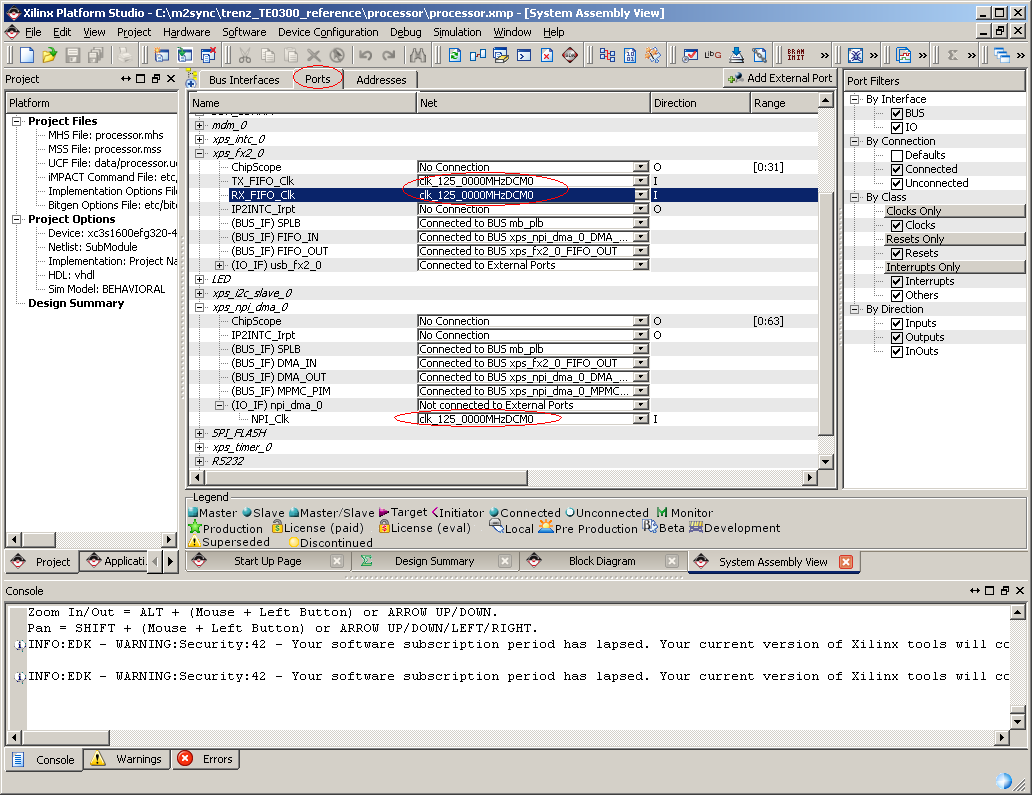 Xilinx Platform Studio - C:\m2sync\trenz_TE0300_reference\processor\processor.xmp - [System Assembly View]
File Edit View Project Hardware Software Device Configuration Debug Simulation Window Help
BRAM INIT
Project
Platform
Project Files
MHS File: processor.mhs
MSS File: processor.mss
UCF File: data/processor.uc
iMPACT Command File: etc,
Implementation Options File
Bitgen Options File: etc/bitg
Project Options
Device: xc3s1600efg320-4
Netlist: SubModule
Implementation: Project Na
HDL: vhdl
Sim Model: BEHAVIORAL
Design Summary
Project Applicati.
Bus Interfaces Ports Addresses Add External Port
Name Net Direction Range
mdm_0
xps_intc_0
xps_fx2_0
ChipScope No Connection O [0:31]
TX_FIFO_Clk clk_125_0000MHzDCM0 I
RX_FIFO_Clk clk_125_0000MHzDCM0 I
IP2INTC_Irpt No Connection O
(BUS_IF) SPLB Connected to BUS mb_plb
(BUS_IF) FIFO_IN Connected to BUS xps_npi_dma_0_DMA_...
(BUS_IF) FIFO_OUT Connected to BUS xps_fx2_0_FIFO_OUT
(IO_IF) usb_fx2_0 Connected to External Ports
LED
xps_i2c_slave_0
xps_npi_dma_0
ChipScope No Connection O [0:63]
IP2INTC_Irpt No Connection O
(BUS_IF) SPLB Connected to BUS mb_plb
(BUS_IF) DMA_IN Connected to BUS xps_fx2_0_FIFO_OUT
(BUS_IF) DMA_OUT Connected to BUS xps_npi_dma_0_DMA_...
(BUS_IF) MPMC_PIM Connected to BUS xps_npi_dma_0_MPMC...
(IO_IF) npi_dma_0 Not connected to External Ports
NPI_Clk clk_125_0000MHzDCM0 I
SPI_FLASH
xps_timer_0
RS232
Legend
Master Slave Master/Slave Target Initiator Connected Unconnected M Monitor
Production License (paid) License (eval) Local Pre Production Beta Development
Superseded Discontinued
Start Up Page Design Summary Block Diagram System Assembly View
Port Filters
By Interface
BUS
IO
By Connection
Defaults
Connected
Unconnected
By Class
Clocks Only
Clocks
Resets Only
Resets
Interrupts Only
Interrupts
Others
By Direction
Inputs
Outputs
InOuts
Console
Zoom In/Out = ALT + (Mouse + Left Button) or ARROW UP/DOWN.
Pan = SHIFT + (Mouse + Left Button) or ARROW UP/DOWN/LEFT/RIGHT.
INFO:EDK - WARNING:Security:42 - Your software subscription period has lapsed. Your current version of Xilinx tools will co
INFO:EDK - WARNING:Security:42 - Your software subscription period has lapsed. Your current version of Xilinx tools will co
Console Warnings Errors